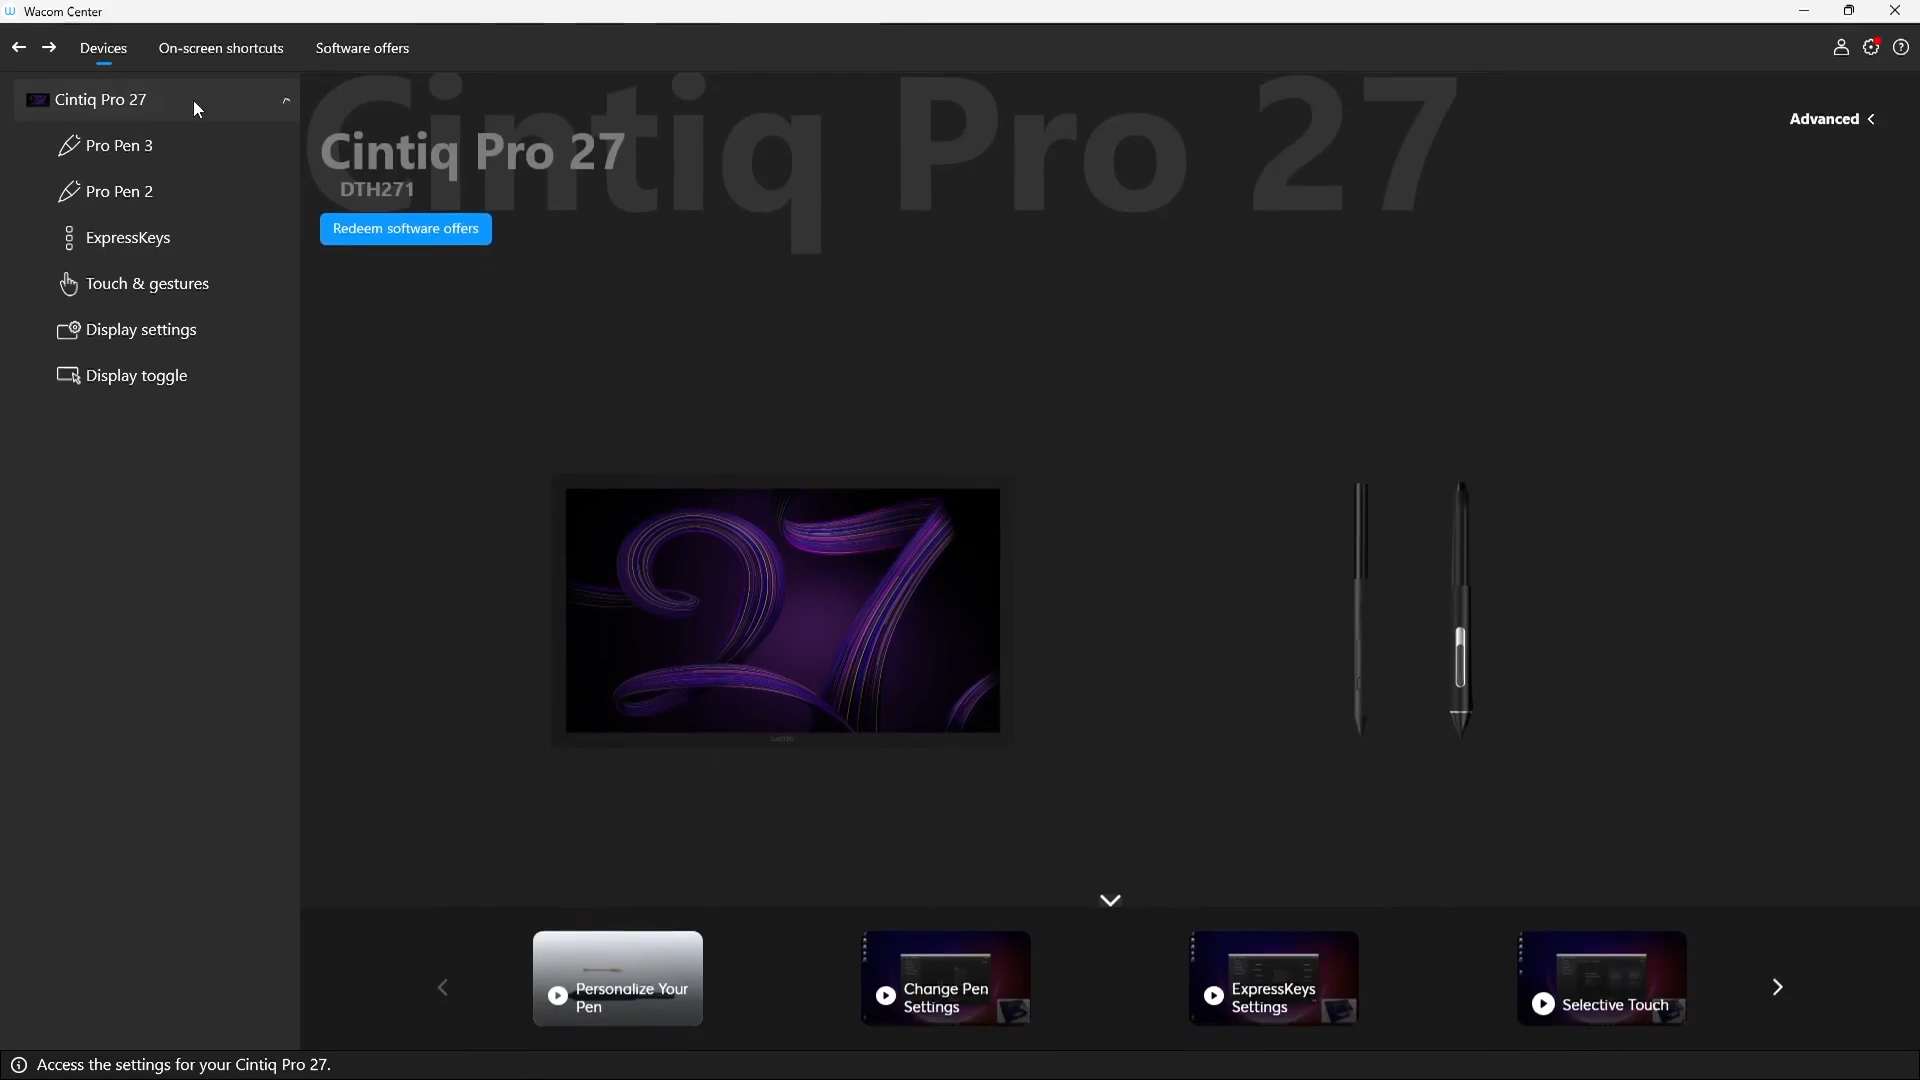 Wacom Center
Devices
On-screen shortcuts
Software offers
Cintiq Pro 27
Pro Pen 3
Pro Pen 2
ExpressKeys
Touch & gestures
Display settings
Display toggle
Cintiq Pro 27
Cintiq Pro 27
DTH271
Redeem software offers
Advanced
Personalize Your
Pen
Change Pen
Settings
ExpressKeys
Settings
Selective Touch
Access the settings for your Cintiq Pro 27.